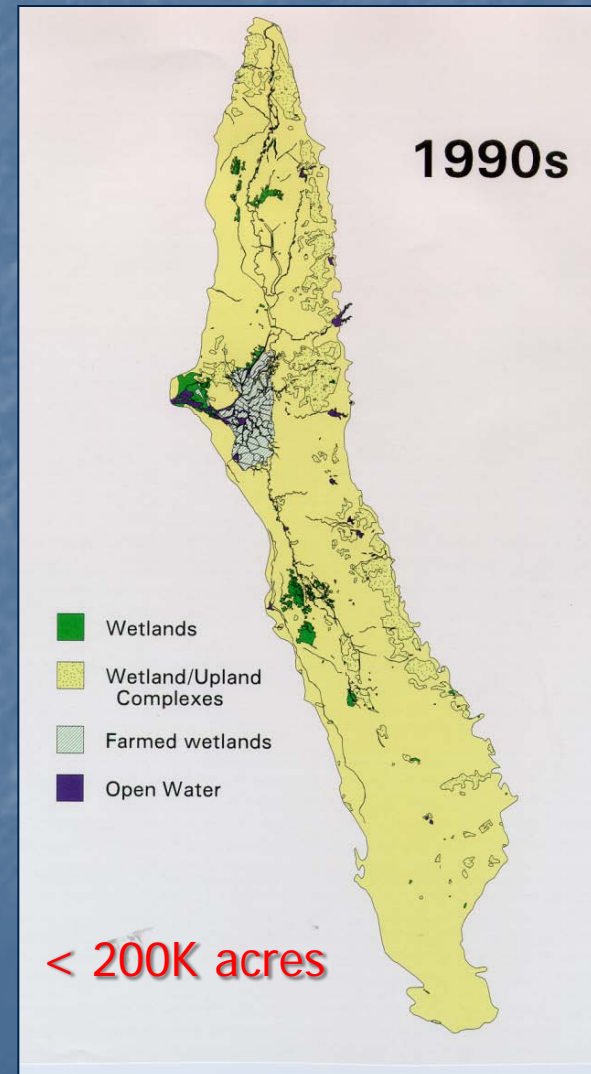 1990s
Wetlands
Wetland/Upland
Complexes
Farmed wetlands
Open Water
< 200K acres